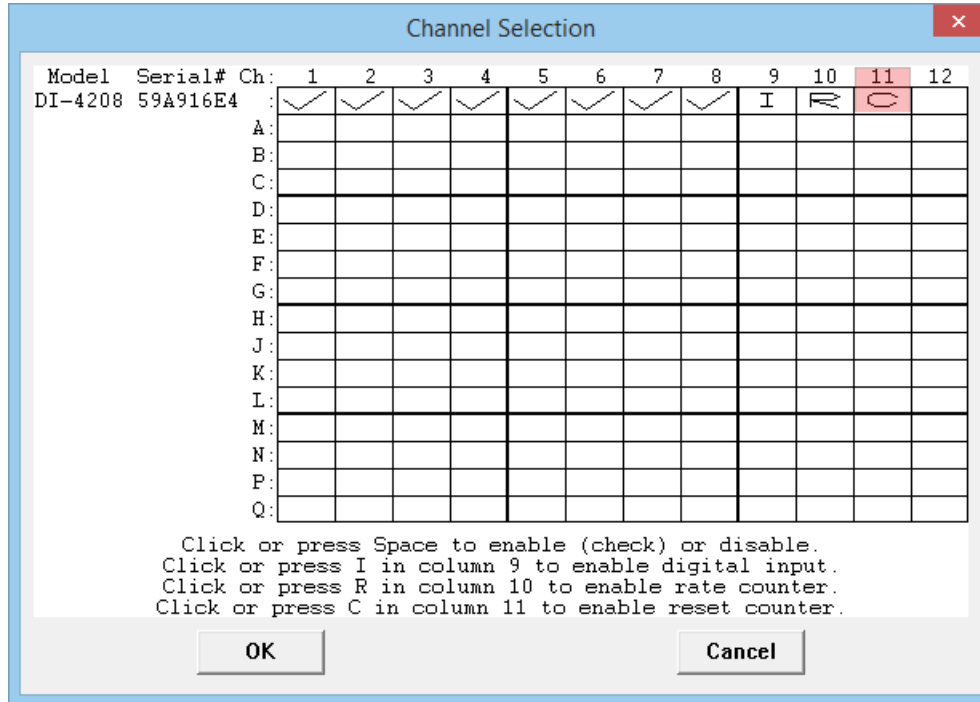 Channel Selection
Model Serial# Ch: 1 2 3 4 5 6 7 8 9 10 11 12
DI-4208 59A916E4 : I R C
A:
B:
C:
D:
E:
F:
G:
H:
J:
K:
L:
M:
N:
P:
Q:
Click or press Space to enable (check) or disable.
Click or press I in column 9 to enable digital input.
Click or press R in column 10 to enable rate counter.
Click or press C in column 11 to enable reset counter.
OK Cancel